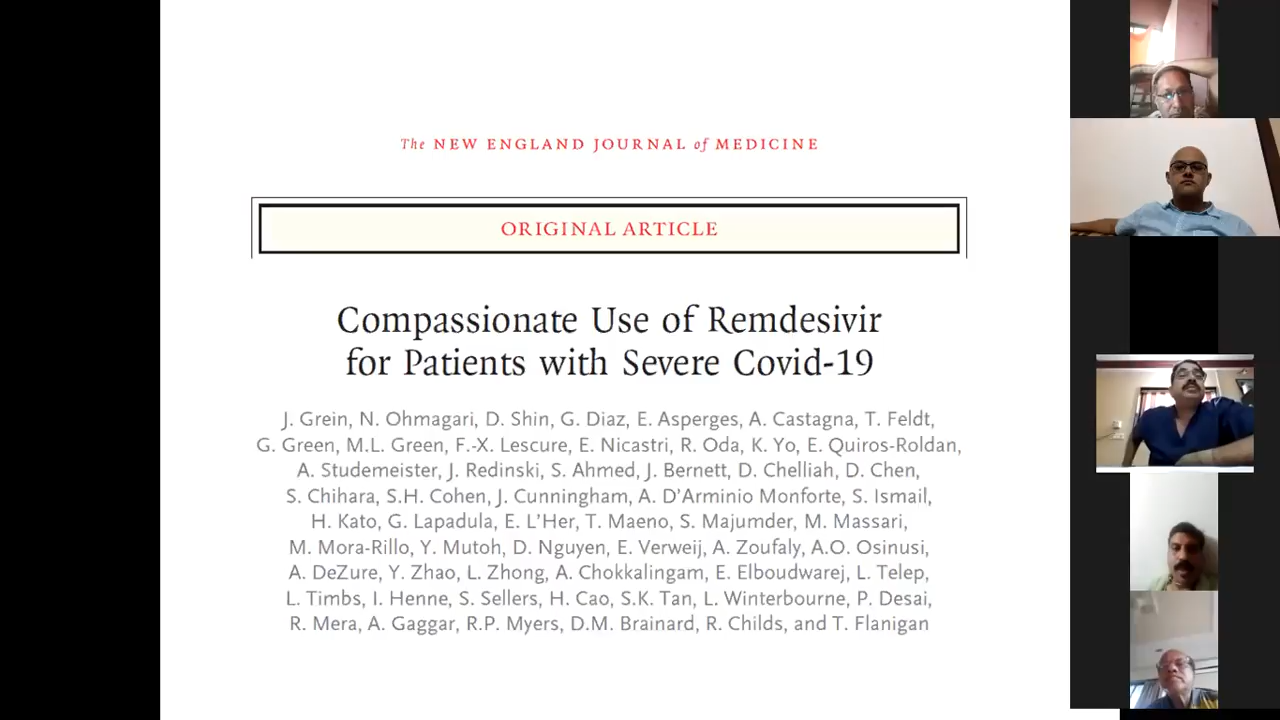 The NEW ENGLAND JOURNAL of MEDICINE
ORIGINAL ARTICLE
Compassionate Use of Remdesivir
for Patients with Severe Covid-19
J. Grein, N. Ohmagari, D. Shin, G. Diaz, E. Asperges, A. Castagna, T. Feldt,
G. Green, M.L. Green, F.-X. Lescure, E. Nicastri, R. Oda, K. Yo, E. Quiros-Roldan,
A. Studemeister, J. Redinski, S. Ahmed, J. Bernett, D. Chelliah, D. Chen,
S. Chihara, S.H. Cohen, J. Cunningham, A. D'Arminio Monforte, S. Ismail,
H. Kato, G. Lapadula, E. L'Her, T. Maeno, S. Majumder, M. Massari,
M. Mora-Rillo, Y. Mutoh, D. Nguyen, E. Verweij, A. Zoufaly, A.O. Osinusi,
A. DeZure, Y. Zhao, L. Zhong, A. Chokkalingam, E. Elboudwarej, L. Telep,
L. Timbs, I. Henne, S. Sellers, H. Cao, S.K. Tan, L. Winterbourne, P. Desai,
R. Mera, A. Gaggar, R.P. Myers, D.M. Brainard, R. Childs, and T. Flanigan